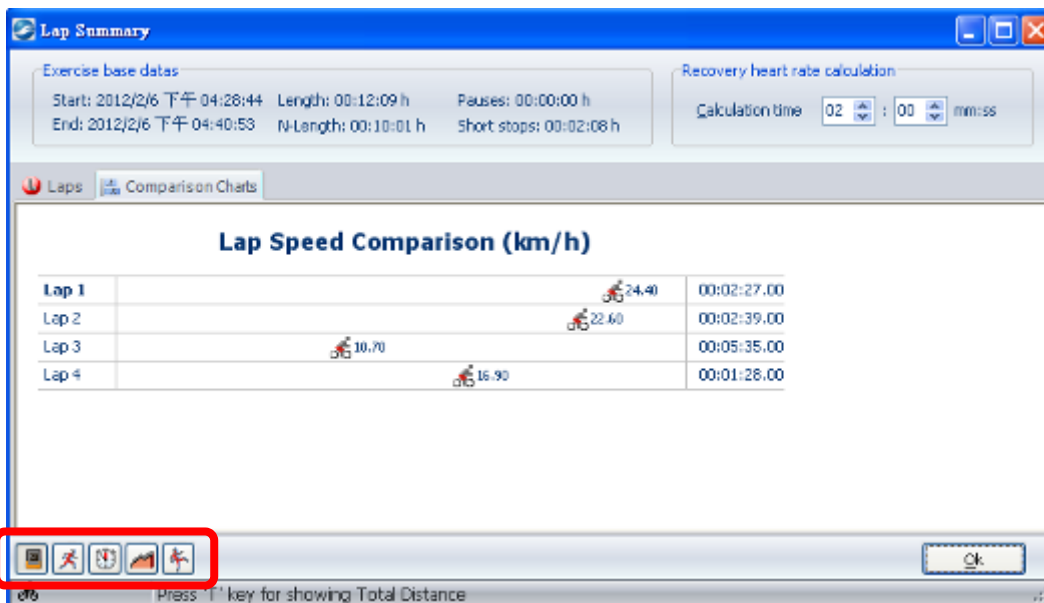 Lap Summary
Exercise base datas
Start: 2012/2/6 下午 04:28:44 Length: 00:12:09 h Pauses: 00:00:00 h
End: 2012/2/6 下午 04:40:53 N-Length: 00:10:01 h Short stops: 00:02:08 h
Recovery heart rate calculation
Calculation time 02 : 00 mm:ss
Laps Comparison Charts
Lap Speed Comparison (km/h)
Lap 1 24.40 00:02:27.00
Lap 2 22.60 00:02:39.00
Lap 3 10.70 00:05:35.00
Lap 4 16.90 00:01:28.00
Ok
Press 'T' key for showing Total Distance